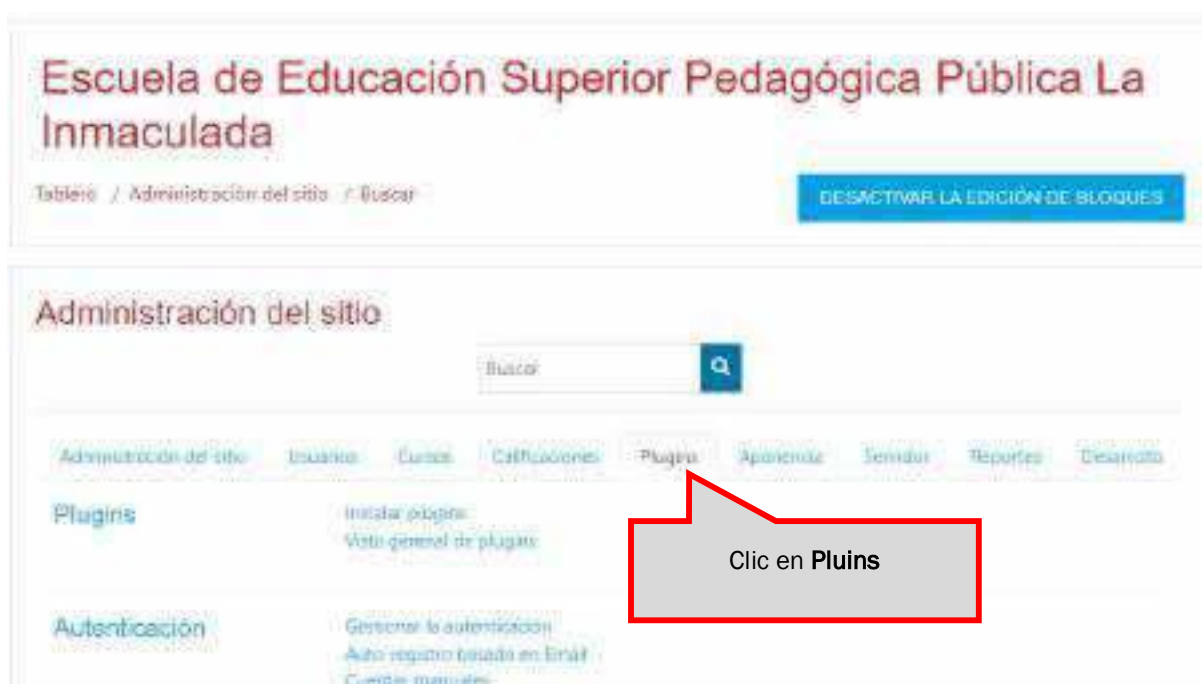 Escuela de Educación Superior Pedagógica Pública La
Inmaculada
Tablero / Administración del sitio / Buscar
DESACTIVAR LA EDICIÓN DE BLOQUES
Administración del sitio
Buscar
Administración del sitio Usuarios Cursos Calificaciones Plugins Apariencia Servidor Reportes Desarrollo
Plugins
Instalar plugins
Vista general de plugins
Clic en Pluins
Autenticación
Gestionar la autenticación
Auto registro basado en Email
Cuentas manuales